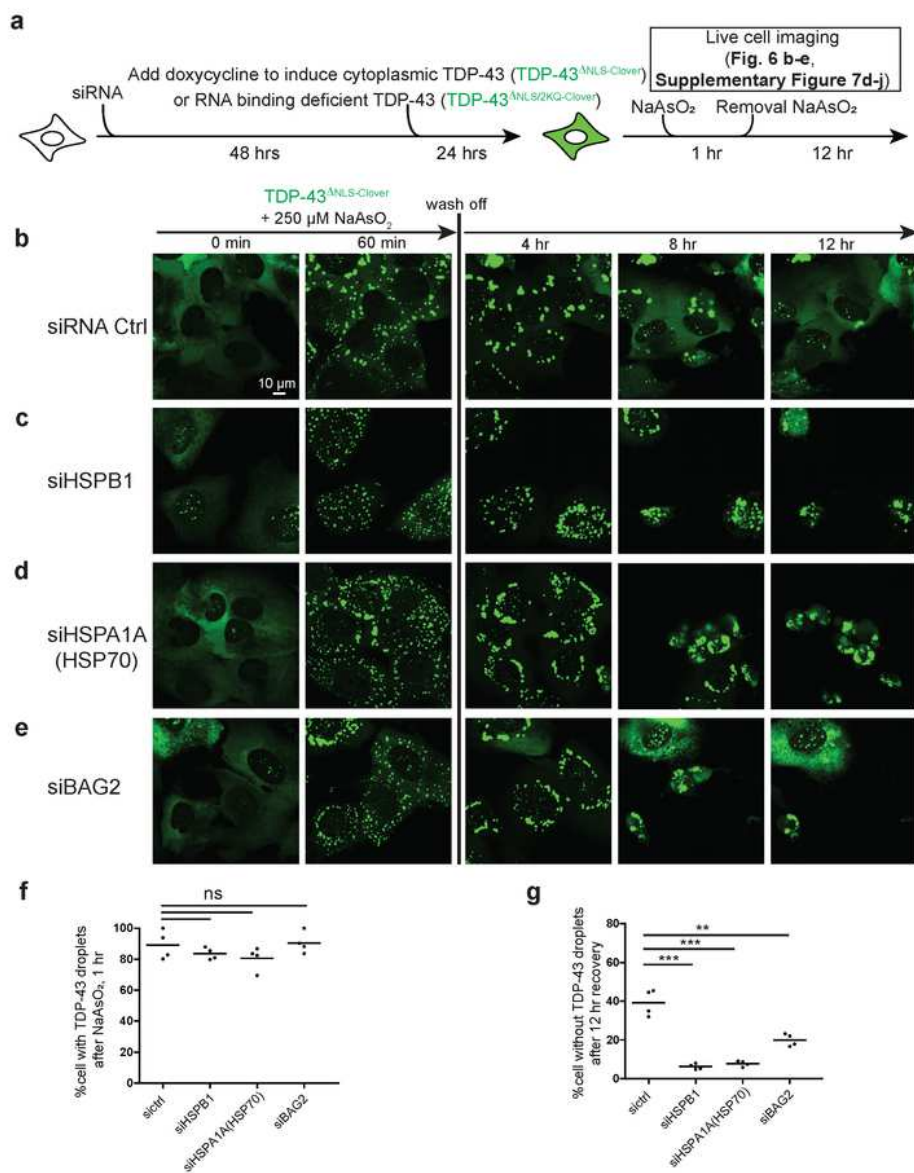 a
Live cell imaging
(Fig. 6 b-e,
Supplementary Figure 7d-j)
Add doxycycline to induce cytoplasmic TDP-43 (TDP-43ΔNLS-Clover)
siRNA
or RNA binding deficient TDP-43 (TDP-43ΔNLS/2KQ-Clover)
NaAsO₂ Removal NaAsO₂
48 hrs 24 hrs 1 hr 12 hr
TDP-43ΔNLS-Clover
+ 250 µM NaAsO₂
wash off
b
0 min 60 min 4 hr 8 hr 12 hr
siRNA Ctrl
10 µm
c
siHSPB1
d
siHSPA1A
(HSP70)
e
siBAG2
f
ns
%cell with TDP-43 droplets
after NaAsO₂, 1 hr
100
80
60
40
20
0
sictrl
siHSPB1
siHSPA1A(HSP70)
siBAG2
g
**
***
***
%cell without TDP-43 droplets
after 12 hr recovery
80
60
40
20
0
sictrl
siHSPB1
siHSPA1A(HSP70)
siBAG2